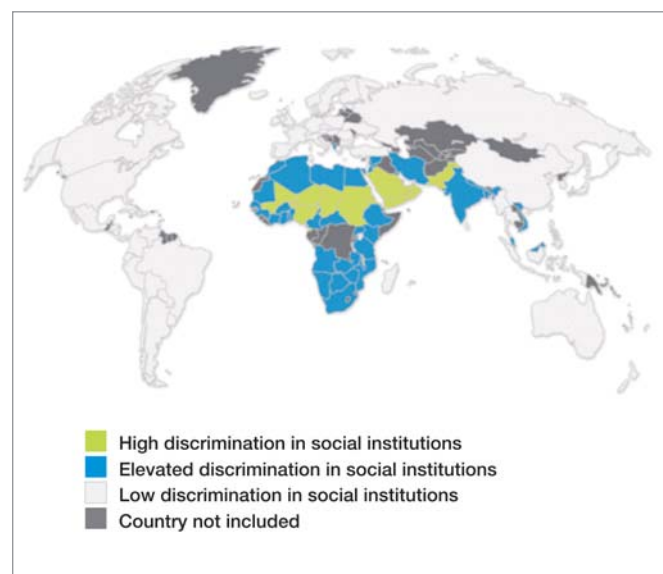 High discrimination in social institutions
Elevated discrimination in social institutions
Low discrimination in social institutions
Country not included